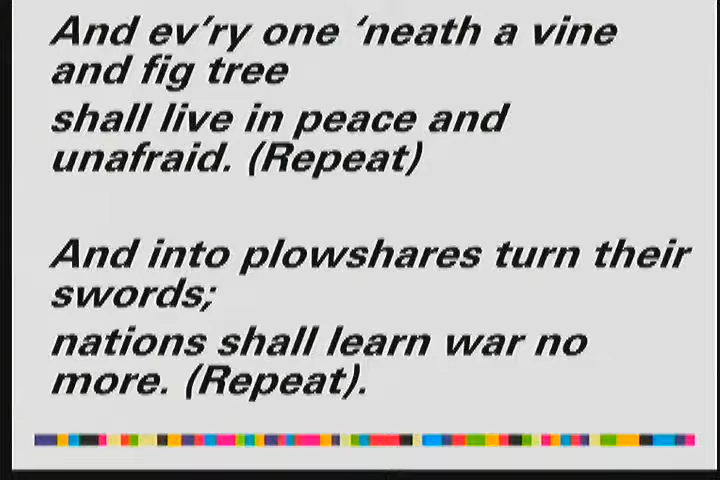 And ev’ry one ‘neath a vine
and fig tree
shall live in peace and
unafraid. (Repeat)
And into plowshares turn their
swords;
nations shall learn war no
more. (Repeat).